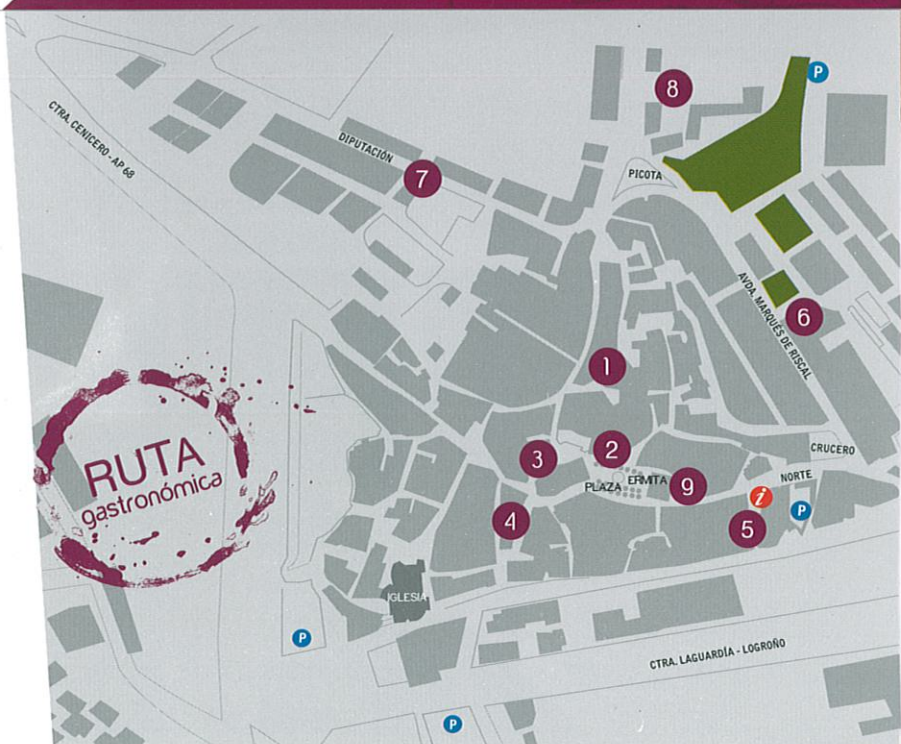 P
8
CTRA. CENICERO - AP 68
DIPUTACIÓN
7
PICOTA
AVDA. MARQUÉS DE RISCAL
6
1
RUTA
gastronómica
3
2
CRUCERO
PLAZA ERMITA
9
NORTE
i
4
5
P
IGLESIA
P
CTRA. LAGUARDÍA - LOGROÑO
P